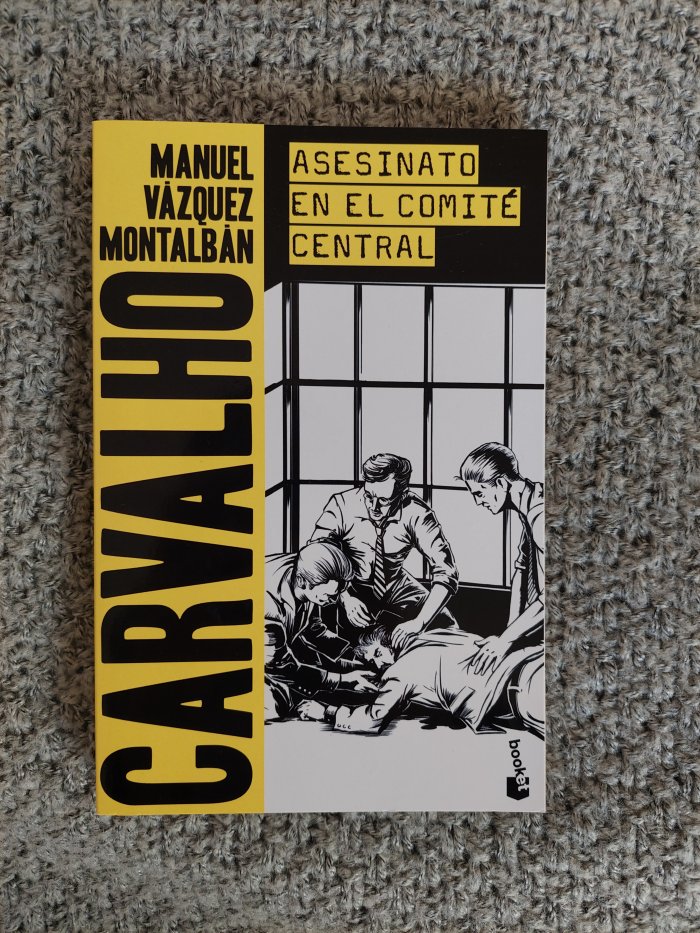 MANUEL
VÁZQUEZ
MONTALBÁN
CARVALHO
ASESINATO
EN EL COMITÉ
CENTRAL
booket